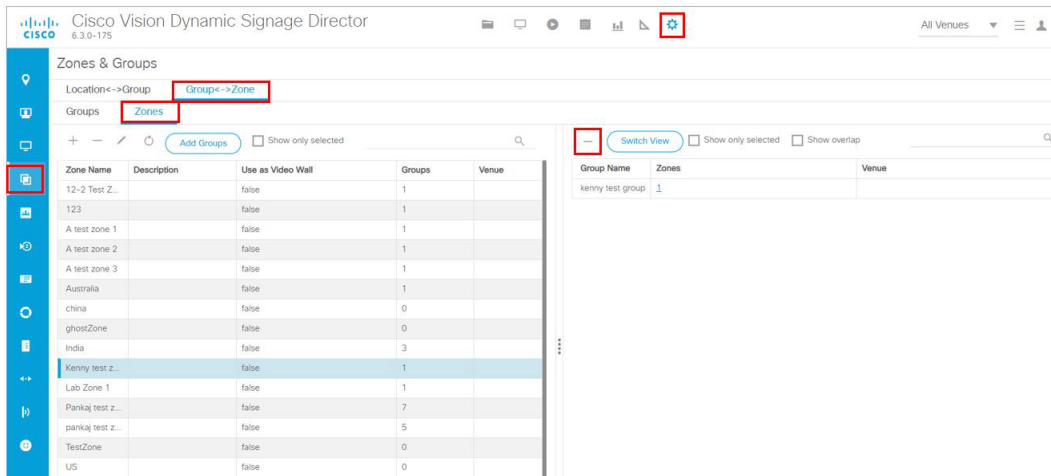 CISCO
Cisco Vision Dynamic Signage Director
6.3.0-175
All Venues
Zones & Groups
Location<->Group Group<->Zone
Groups Zones
Add Groups Show only selected
Switch View Show only selected Show overlap
Zone Name Description Use as Video Wall Groups Venue
12-2 Test Z... false 1
123 false 1
A test zone 1 false 1
A test zone 2 false 1
A test zone 3 false 1
Australia false 1
china false 0
ghostZone false 0
India false 3
Kenny test z... false 1
Lab Zone 1 false 1
Pankaj test z... false 7
pankaj test z... false 5
TestZone false 0
US false 0
Group Name Zones Venue
kenny test group 1